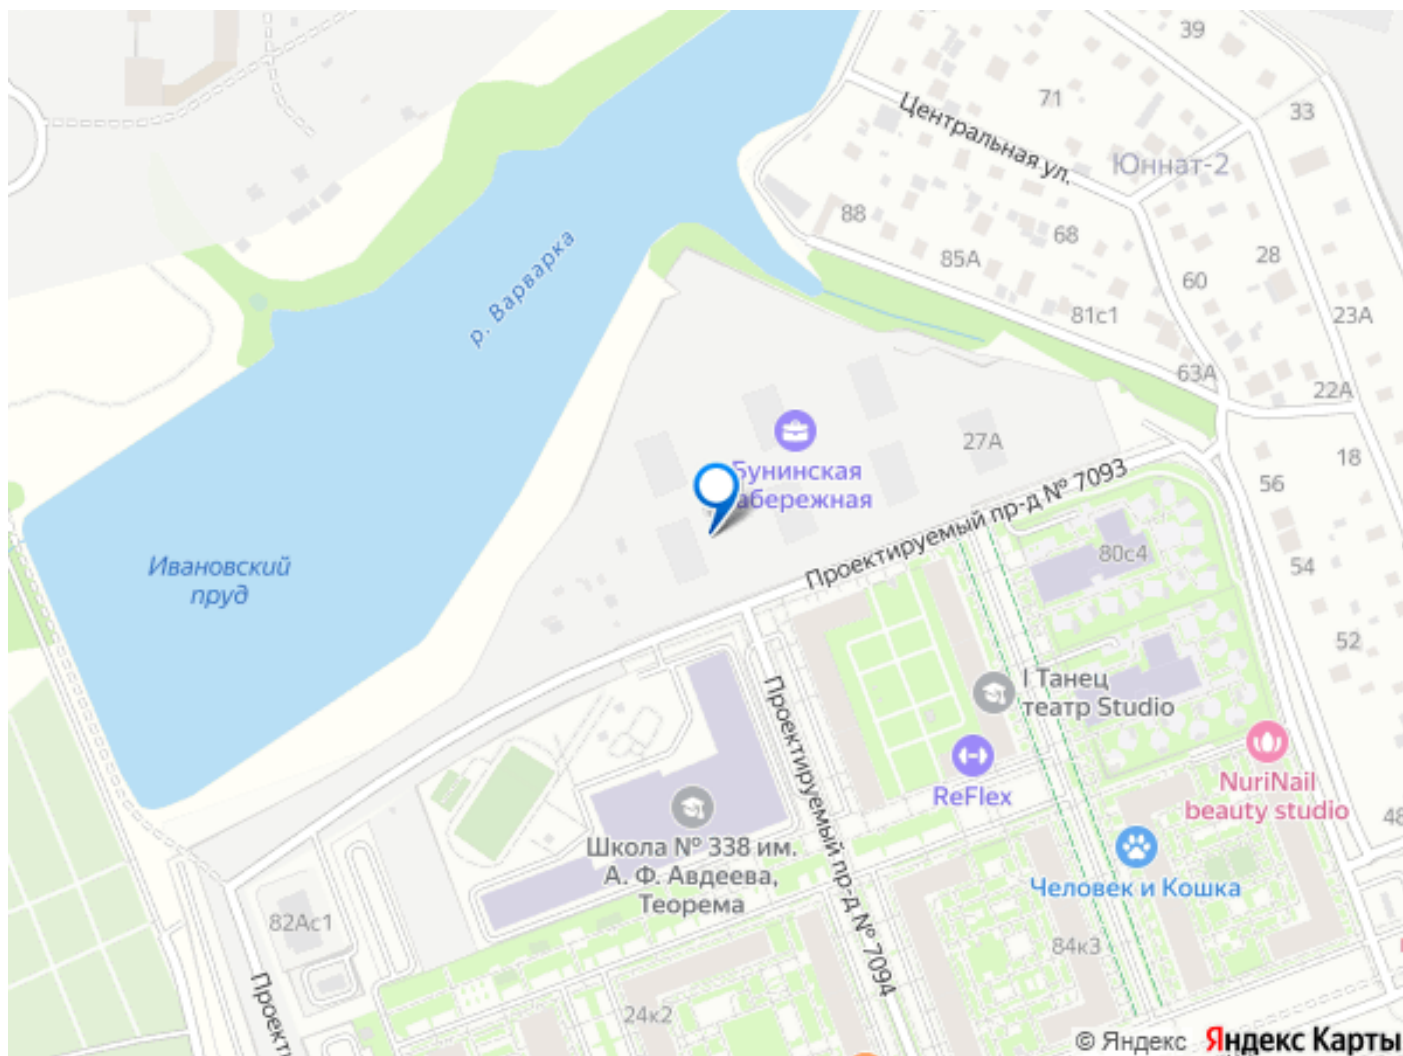 39
71
33
Центральная ул.
Юннат-2
88
68
85А
28
60
р. Варварка
81с1
23А
63А
22А
27А
18
Бунинская
набережная
56
Проектируемый пр-д № 7093
80с4
54
Ивановский
пруд
52
I Танец
театр Studio
Проектируемый пр-д № 7094
ReFlex
NuriNail
beauty studio
48
Школа № 338 им.
А. Ф. Авдеева,
Теорема
Человек и Кошка
82Ас1
84к3
24к2
© Яндекс Яндекс Карты